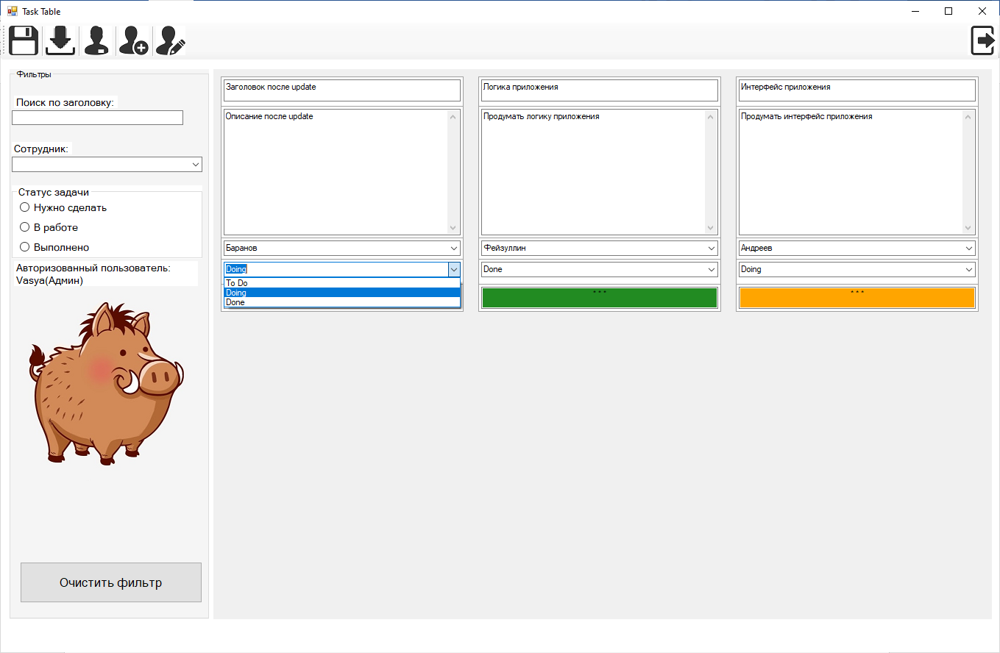 Task Table
Фильтры
Поиск по заголовку:
Сотрудник:
Статус задачи
Нужно сделать
В работе
Выполнено
Авторизованный пользователь:
Vasya(Админ)
Очистить фильтр
Заголовок после update
Описание после update
Баранов
Doing
To Do
Doing
Done
Логика приложения
Продумать логику приложения
Фейзуллин
Done
***
Интерфейс приложения
Продумать интерфейс приложения
Андреев
Doing
***